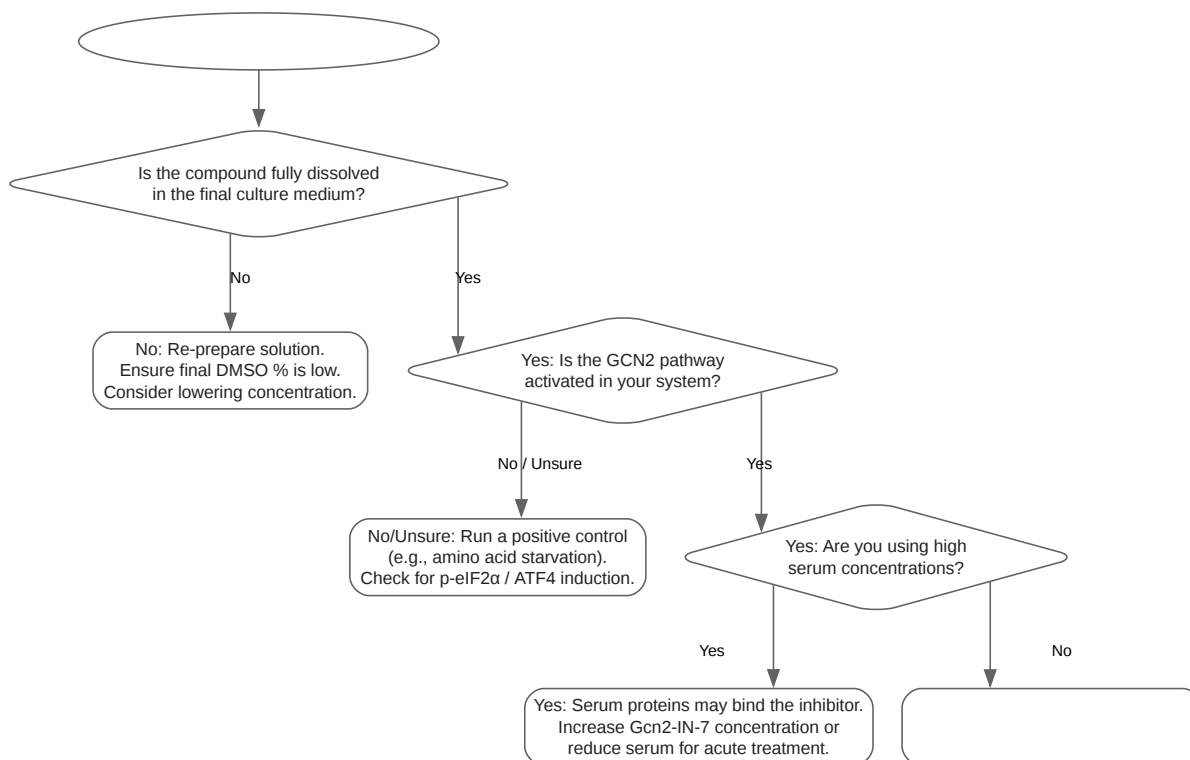 Is the compound fully dissolved
in the final culture medium?
No
Yes
No: Re-prepare solution.
Ensure final DMSO % is low.
Consider lowering concentration.
Yes: Is the GCN2 pathway
activated in your system?
No / Unsure
Yes
No/Unsure: Run a positive control
(e.g., amino acid starvation).
Check for p-eIF2α / ATF4 induction.
Yes: Are you using high
serum concentrations?
Yes
No
Yes: Serum proteins may bind the inhibitor.
Increase Gcn2-IN-7 concentration or
reduce serum for acute treatment.